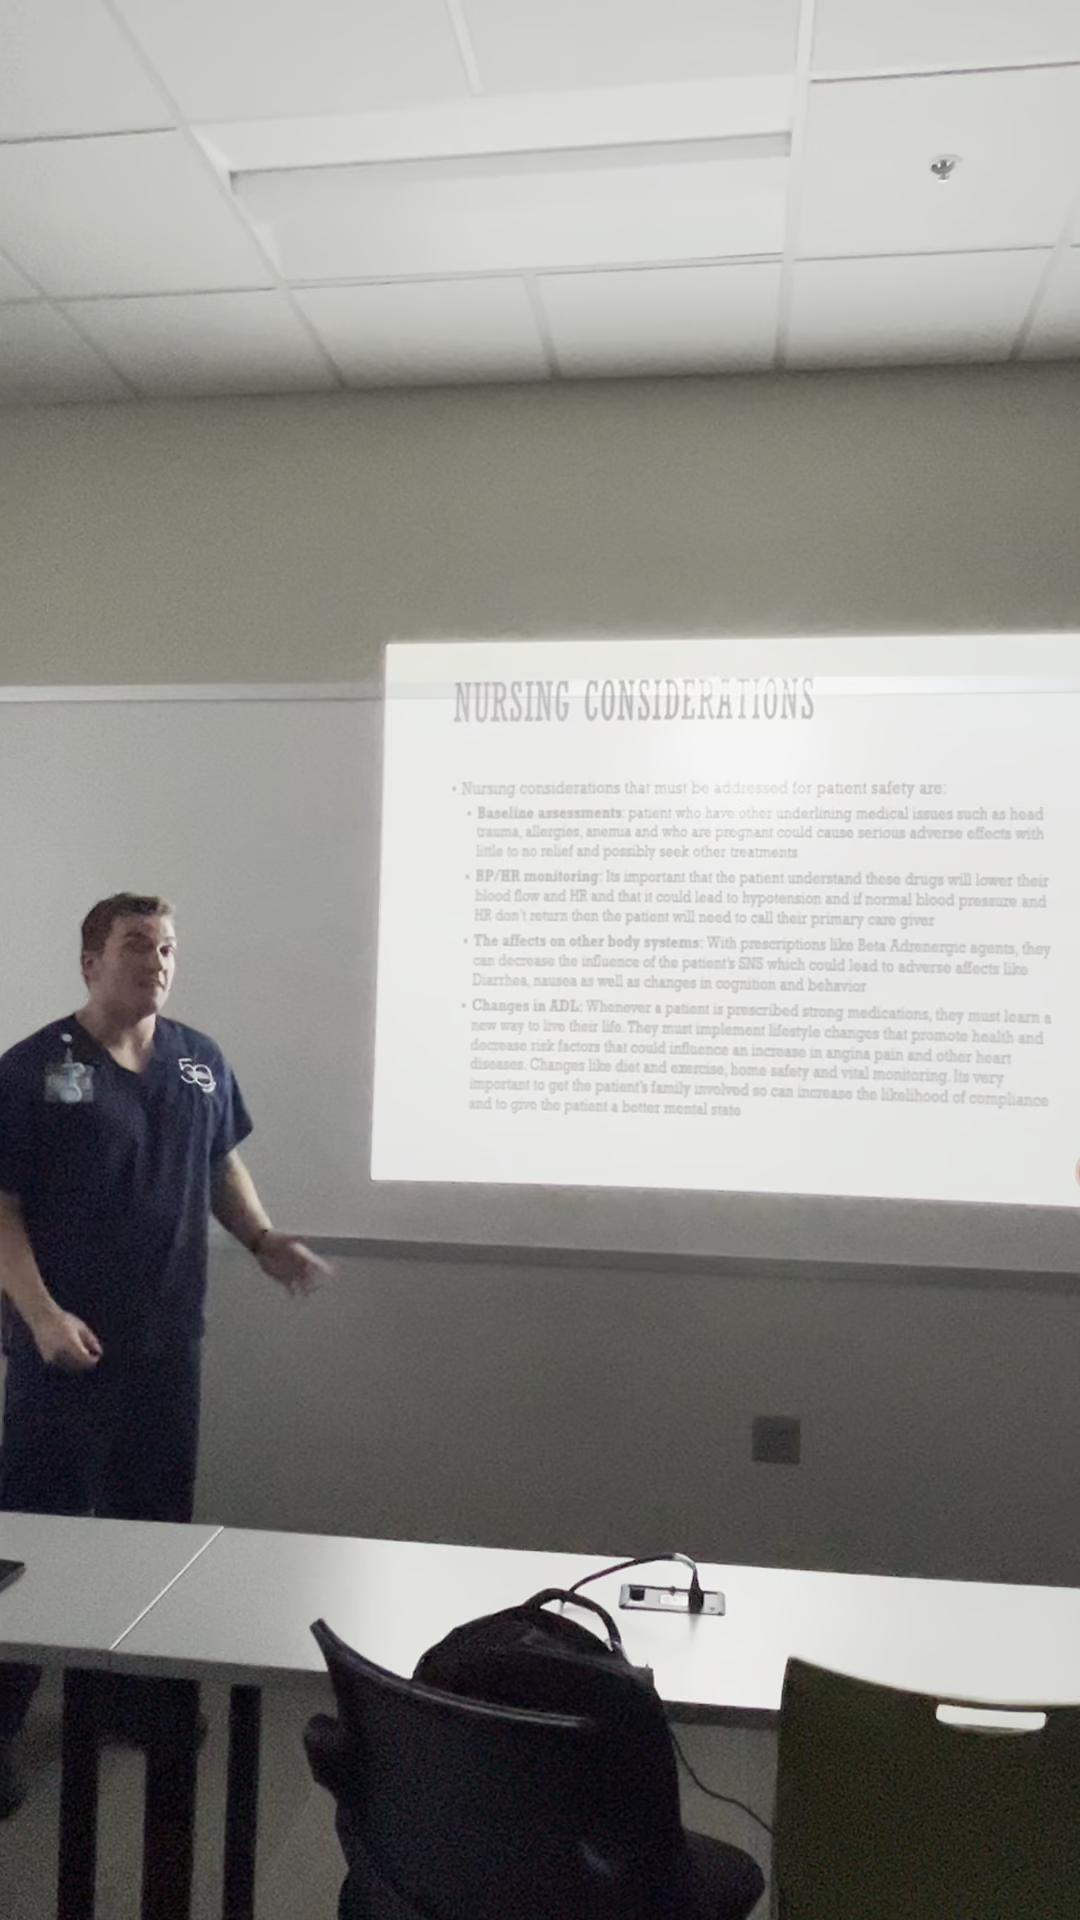 NURSING CONSIDERATIONS
• Nursing considerations that must be addressed for patient safety are:
• Baseline assessments: patient who have other underlining medical issues such as head
trauma, allergies, anemia and who are pregnant could cause serious adverse effects with
little to no relief and possibly seek other treatments
• BP/HR monitoring: Its important that the patient understand these drugs will lower their
blood flow and HR and that it could lead to hypotension and if normal blood pressure and
HR don't return then the patient will need to call their primary care giver
• The affects on other body systems: With prescriptions like Beta Adrenergic agents, they
can decrease the influence of the patient's SNS which could lead to adverse affects like
Diarrhea, nausea as well as changes in cognition and behavior
• Changes in ADL: Whenever a patient is prescribed strong medications, they must learn a
new way to live their life. They must implement lifestyle changes that promote health and
decrease risk factors that could influence an increase in angina pain and other heart
diseases. Changes like diet and exercise, home safety and vital monitoring. Its very
important to get the patient's family involved so can increase the likelihood of compliance
and to give the patient a better mental state